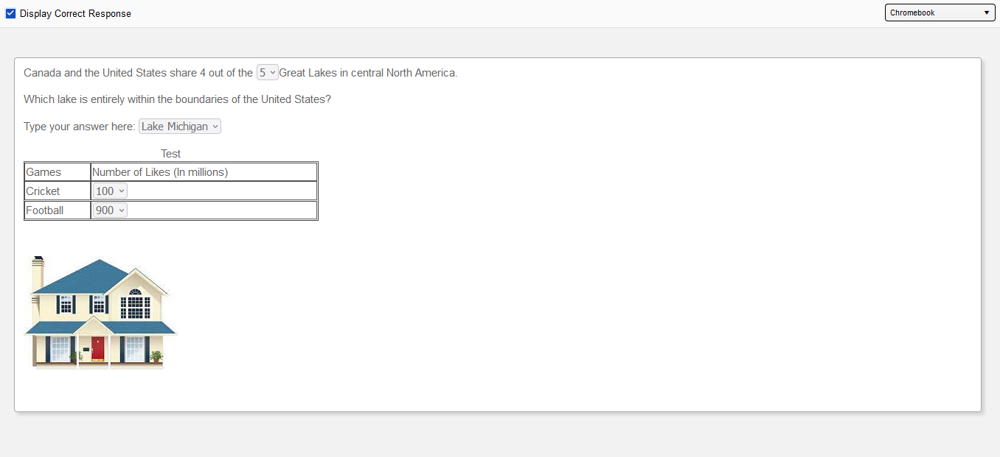 Display Correct Response
Chromebook
Canada and the United States share 4 out of the 5 Great Lakes in central North America.
Which lake is entirely within the boundaries of the United States?
Type your answer here: Lake Michigan
Test
Games Number of Likes (In millions)
Cricket 100
Football 900